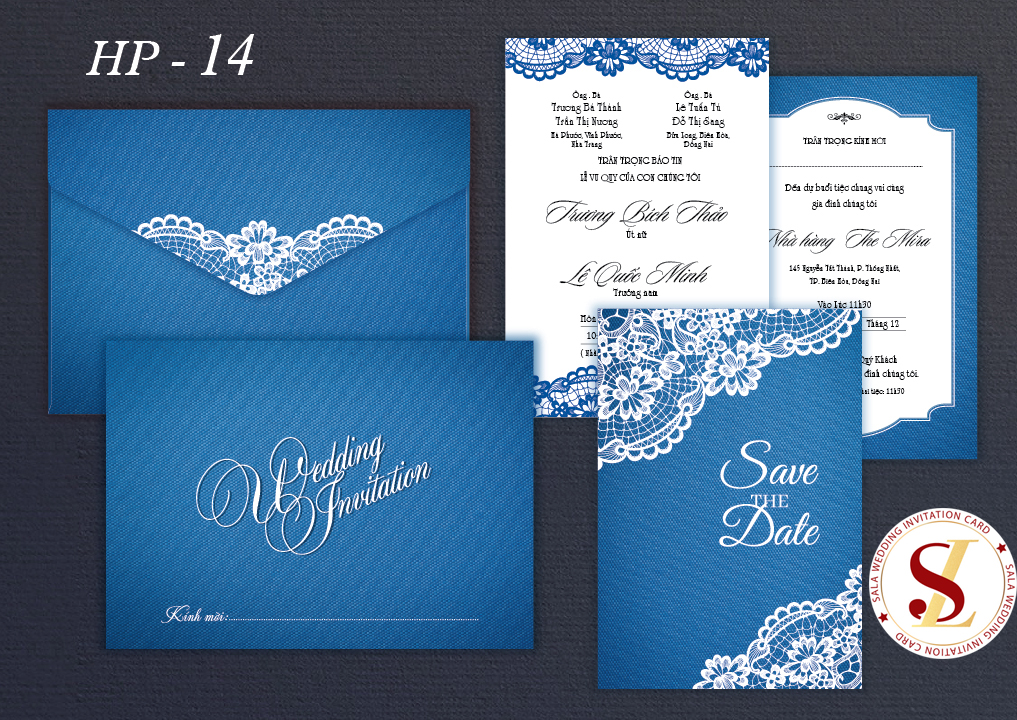 HP - 14
Ông . Bà
Trương Bá Thành
Trần Thị Nương
Bá Phước, Vĩnh Phước,
Nha Trang
Ông . Bà
Lê Tuấn Tú
Đỗ Thị Sang
Bửu Long, Biên Hòa,
Đồng Nai
TRÂN TRỌNG BÁO TIN
LỄ VU QUY CỦA CON CHÚNG TÔI
Trương Bích Thảo
Út nữ
Lê Quốc Minh
Trưởng nam
10
TRÂN TRỌNG KÍNH MỜI
Đến dự buổi tiệc chung vui cùng
gia đình chúng tôi
Nhà hàng The Mira
145 Nguyễn Tất Thành, P. Thống Nhất,
TP. Biên Hòa, Đồng Nai
Vào Lúc 11h30
Tháng 12
Quý Khách
đình chúng tôi.
tiệc: 11h30
Wedding
Invitation
Kính mời:
Save
THE
Date
SL
SALA WEDDING INVITATION CARD
SALA WEDDING INVITATION CARD